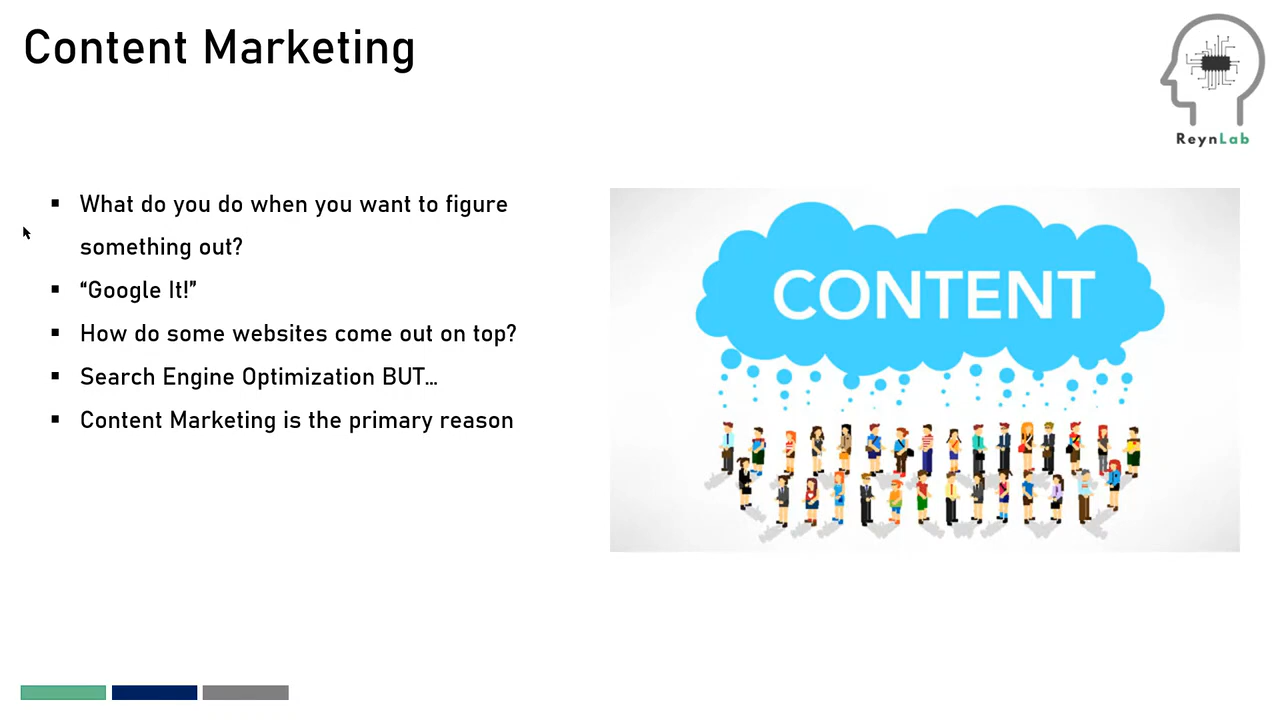 Content Marketing
ReynLab
▪ What do you do when you want to figure
something out?
▪ “Google It!”
▪ How do some websites come out on top?
▪ Search Engine Optimization BUT…
▪ Content Marketing is the primary reason
CONTENT